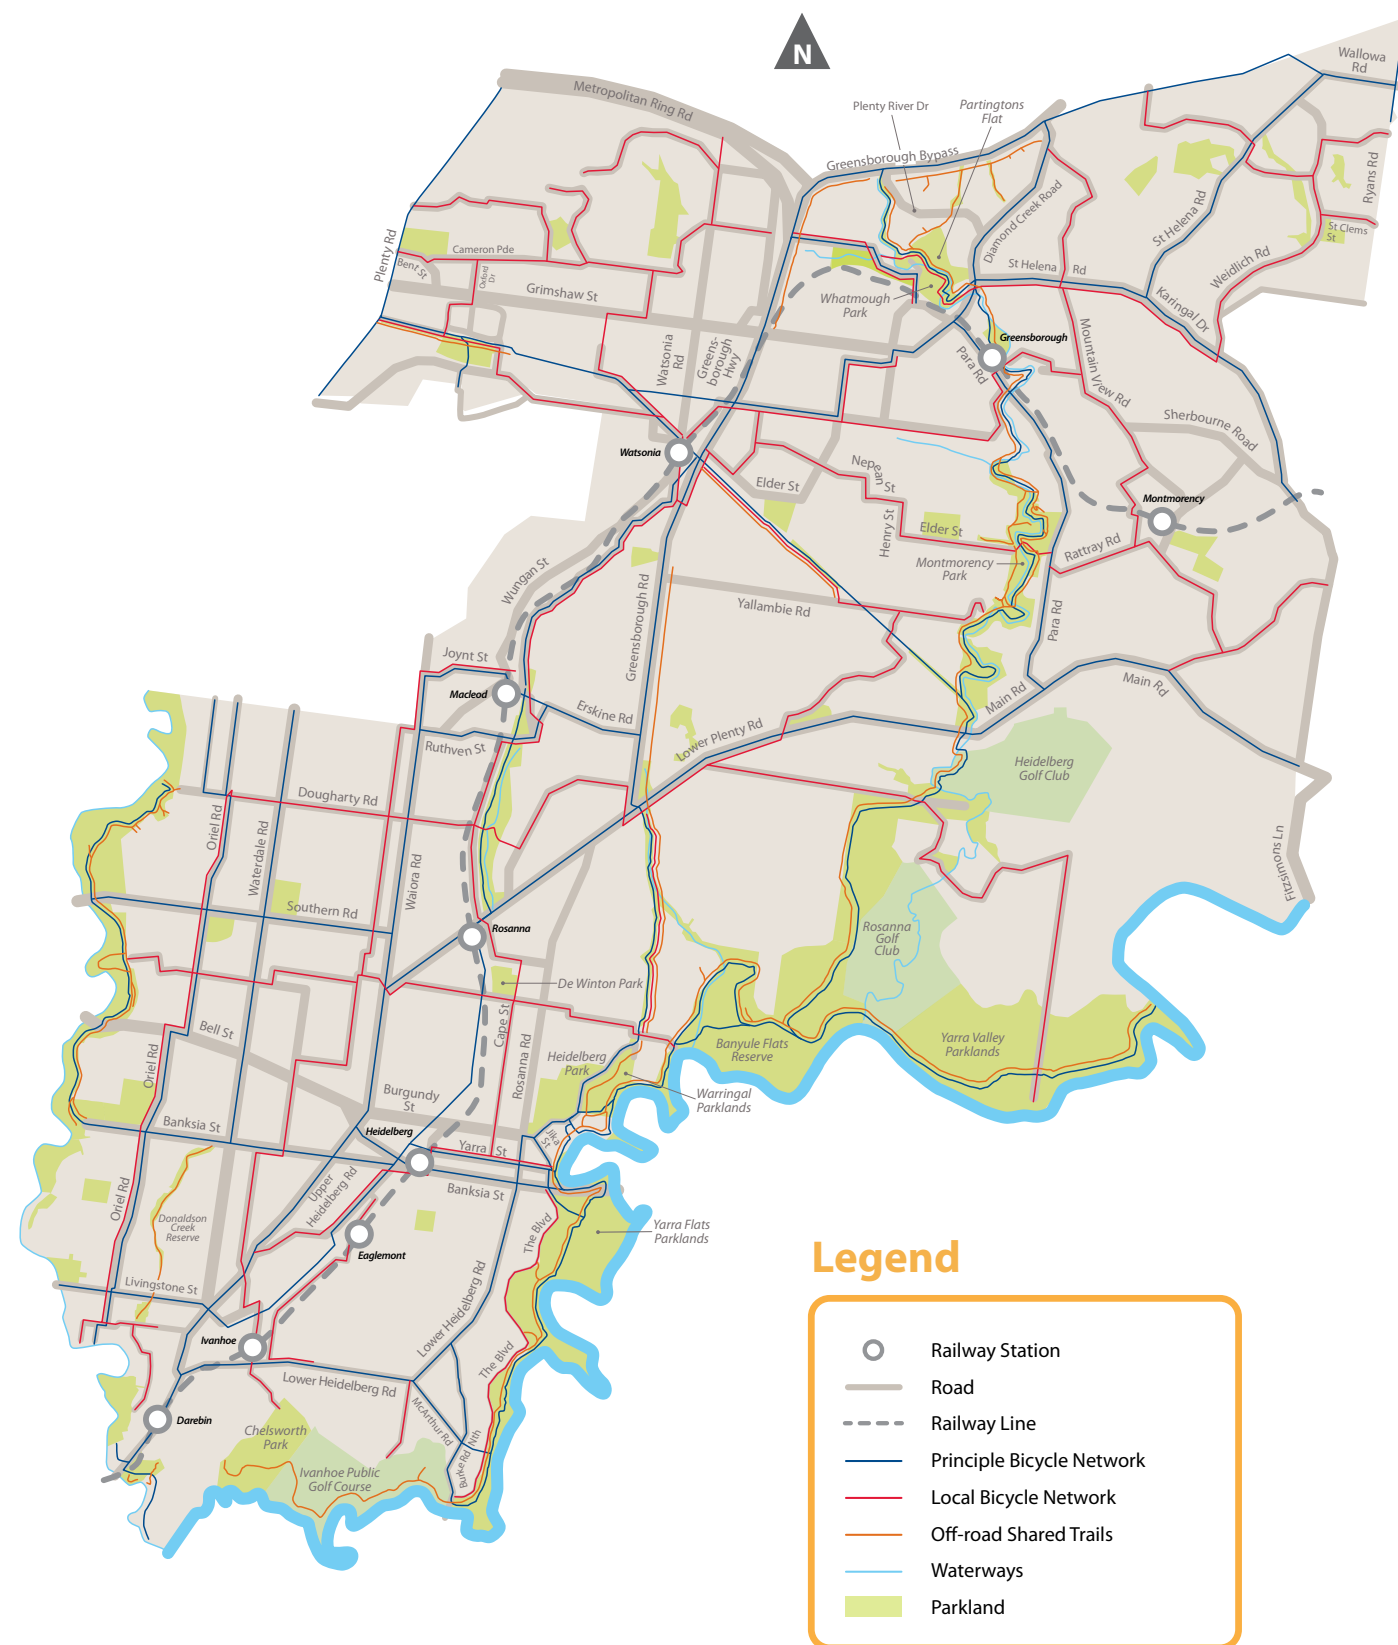 N
Wallowa
Rd
Metropolitan Ring Rd
Plenty River Dr
Partingtons
Flat
Greensborough Bypass
Ryans Rd
Diamond Creek Road
St Helena Rd
St Clems
St
Plenty Rd
Cameron Pde
Bent St
Oxford
Dr
Grimshaw St
Whatmough
Park
St Helena Rd
Weidlich Rd
Karingal Dr
Watsonia
Rd
Greens-
borough
Hwy
Greensborough
Para Rd
Mountain View Rd
Sherbourne Road
Watsonia
Nepean
St
Elder St
Henry St
Elder St
Montmorency
Rattray Rd
Montmorency
Park
Wungan St
Yallambie Rd
Greensborough Rd
Para Rd
Joynt St
Macleod
Erskine Rd
Ruthven St
Lower Plenty Rd
Main Rd
Main Rd
Heidelberg
Golf Club
Dougharty Rd
Oriel Rd
Waterdale Rd
Waiora Rd
Fitzsimons Ln
Southern Rd
Rosanna
Rosanna
Golf
Club
De Winton Park
Cape St
Rosanna Rd
Bell St
Oriel Rd
Heidelberg
Park
Banyule Flats
Reserve
Yarra Valley
Parklands
Burgundy
St
Warringal
Parklands
Banksia St
Heidelberg
Yarra St
Jika
St
Upper
Heidelberg Rd
Banksia St
Oriel Rd
Donaldson
Creek
Reserve
The Blvd
Yarra Flats
Parklands
Eaglemont
Livingstone St
Lower Heidelberg Rd
Ivanhoe
The Blvd
Lower Heidelberg Rd
McArthur Rd
Darebin
Chelsworth
Park
Burke Rd Nth
Ivanhoe Public
Golf Course
Legend
Railway Station
Road
Railway Line
Principle Bicycle Network
Local Bicycle Network
Off-road Shared Trails
Waterways
Parkland